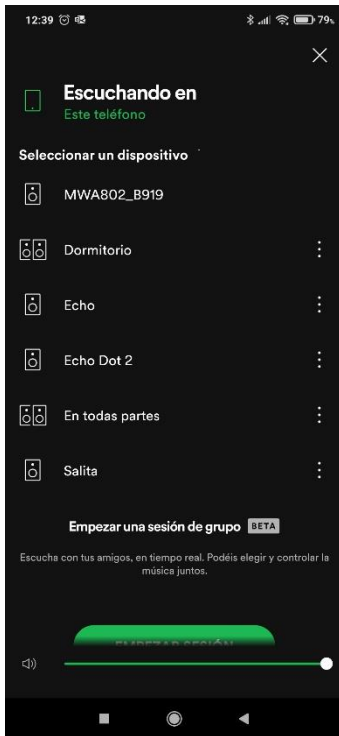 12:39 79%
Escuchando en
Este teléfono
Seleccionar un dispositivo
MWA802_B919
Dormitorio
Echo
Echo Dot 2
En todas partes
Salita
Empezar una sesión de grupo BETA
Escucha con tus amigos, en tiempo real. Podéis elegir y controlar la
música juntos.
EMPEZAR SESIÓN